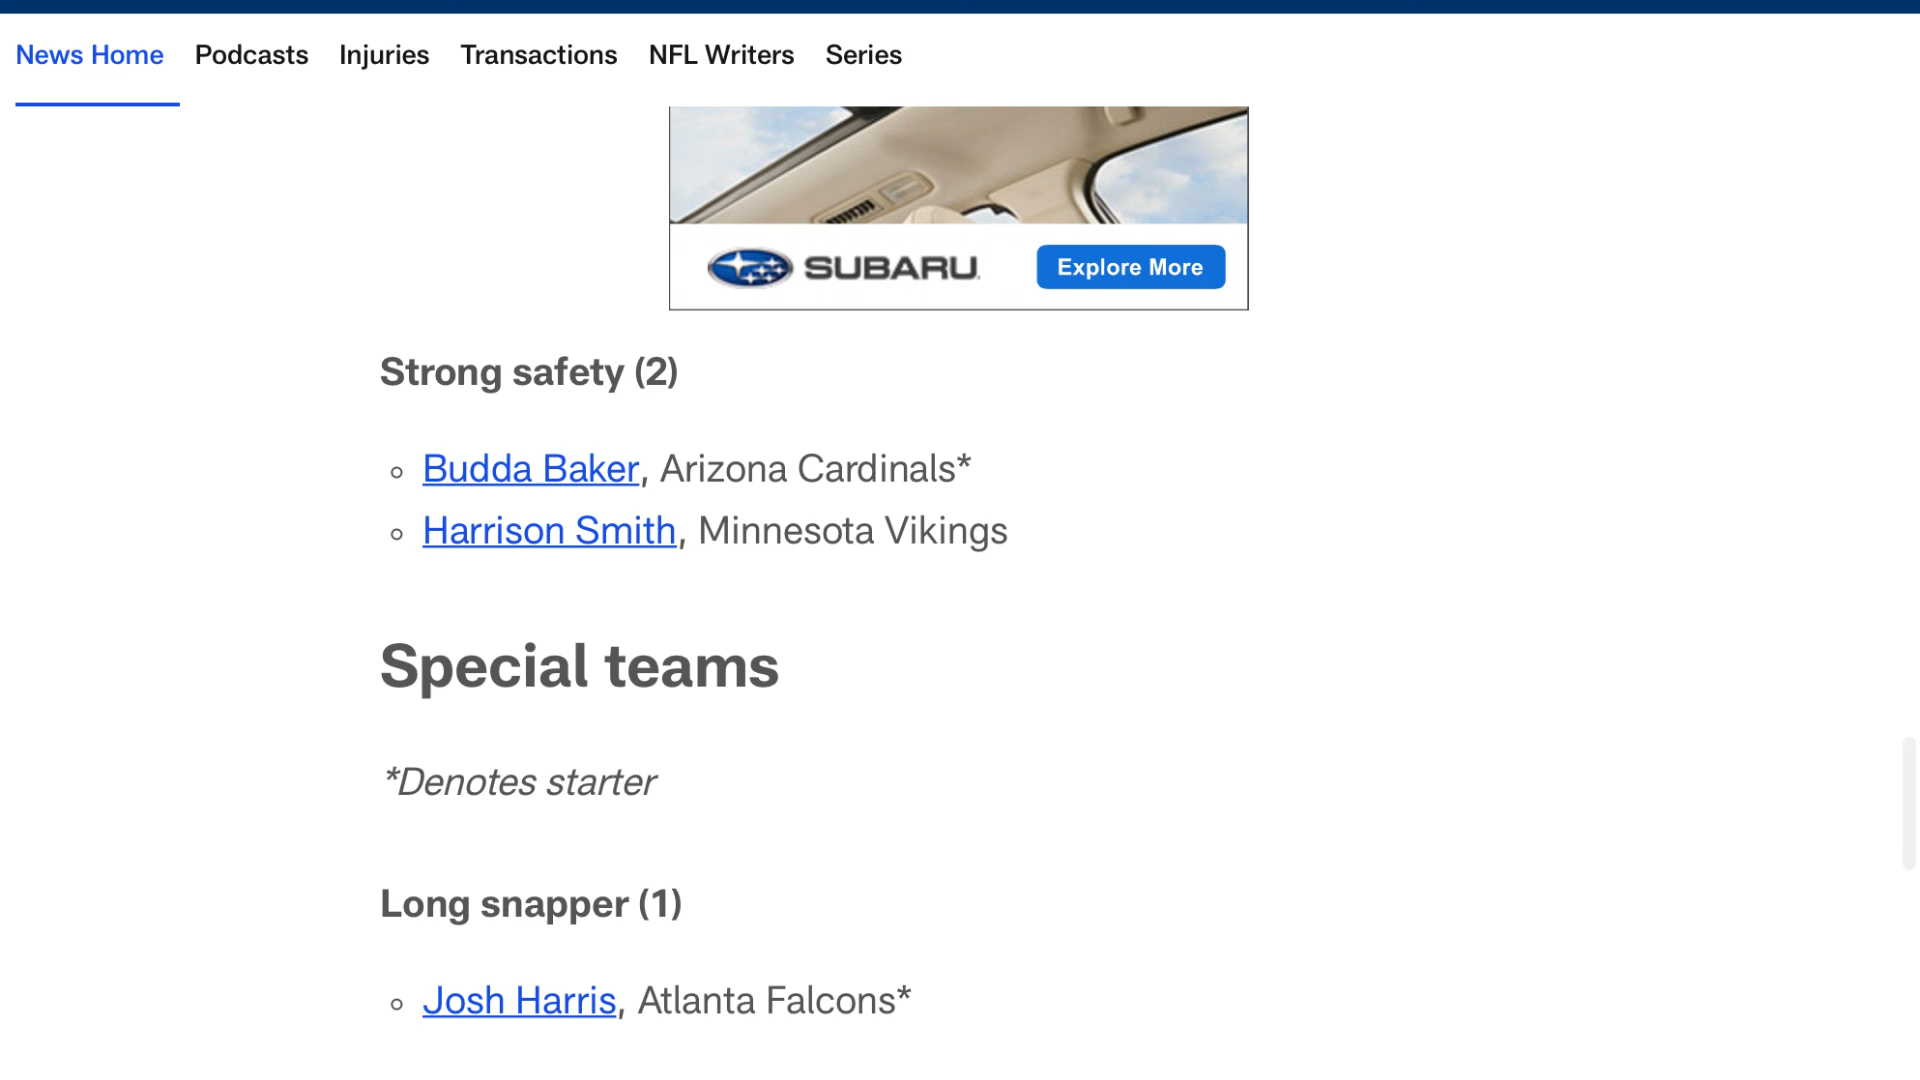 News Home Podcasts Injuries Transactions NFL Writers Series
SUBARU Explore More
Strong safety (2)
Budda Baker, Arizona Cardinals*
Harrison Smith, Minnesota Vikings
Special teams
*Denotes starter
Long snapper (1)
Josh Harris, Atlanta Falcons*